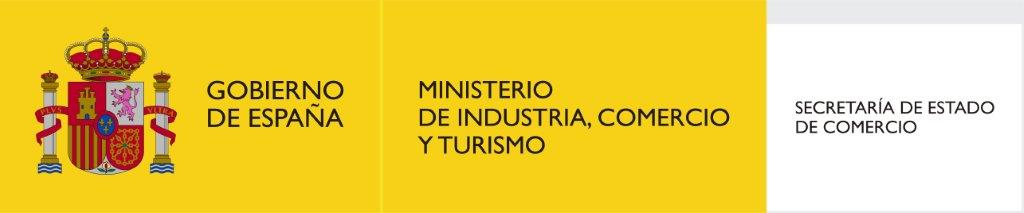 GOBIERNO
DE ESPAÑA
MINISTERIO
DE INDUSTRIA, COMERCIO
Y TURISMO
SECRETARÍA DE ESTADO
DE COMERCIO